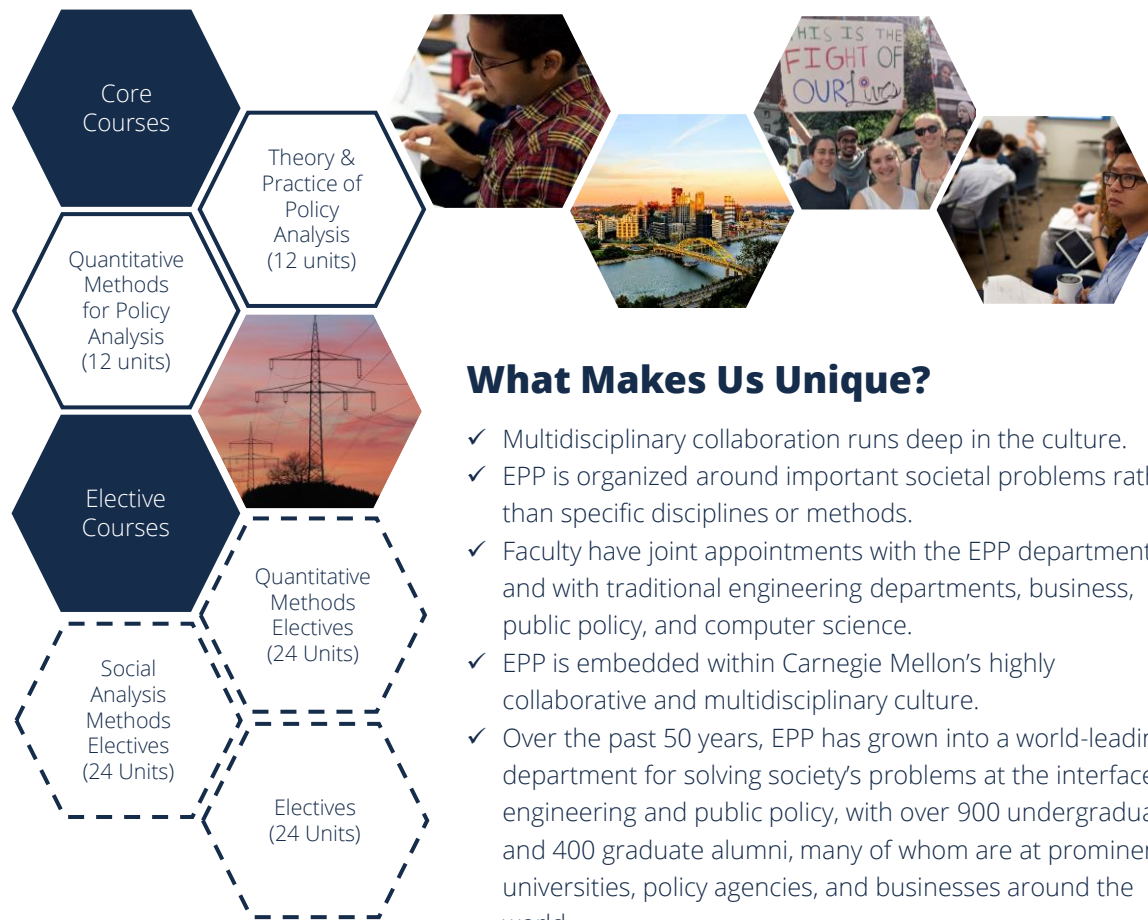 Core
Courses
Theory &
Practice of
Policy
Analysis
(12 units)
Quantitative
Methods
for Policy
Analysis
(12 units)
Elective
Courses
Quantitative
Methods
Electives
(24 Units)
Social
Analysis
Methods
Electives
(24 Units)
Electives
(24 Units)
THIS IS THE
FIGHT OF
OUR Lives
What Makes Us Unique?
✓ Multidisciplinary collaboration runs deep in the culture.
✓ EPP is organized around important societal problems
than specific disciplines or methods.
✓ Faculty have joint appointments with the EPP department
and with traditional engineering departments, business,
public policy, and computer science.
✓ EPP is embedded within Carnegie Mellon’s highly
collaborative and multidisciplinary culture.
✓ Over the past 50 years, EPP has grown into a
department for solving society’s problems at the interface
engineering and public policy, with over 900
and 400 graduate alumni, many of whom are at
universities, policy agencies, and businesses around the